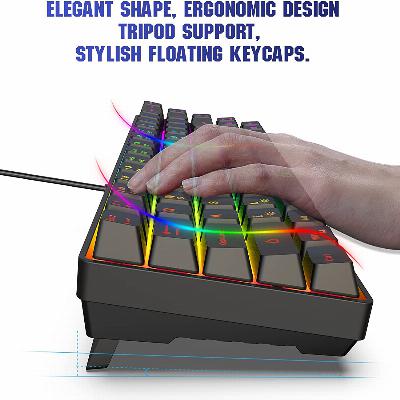 ELEGANT SHAPE, ERGONOMIC DESIGN
TRIPOD SUPPORT,
STYLISH FLOATING KEYCAPS.